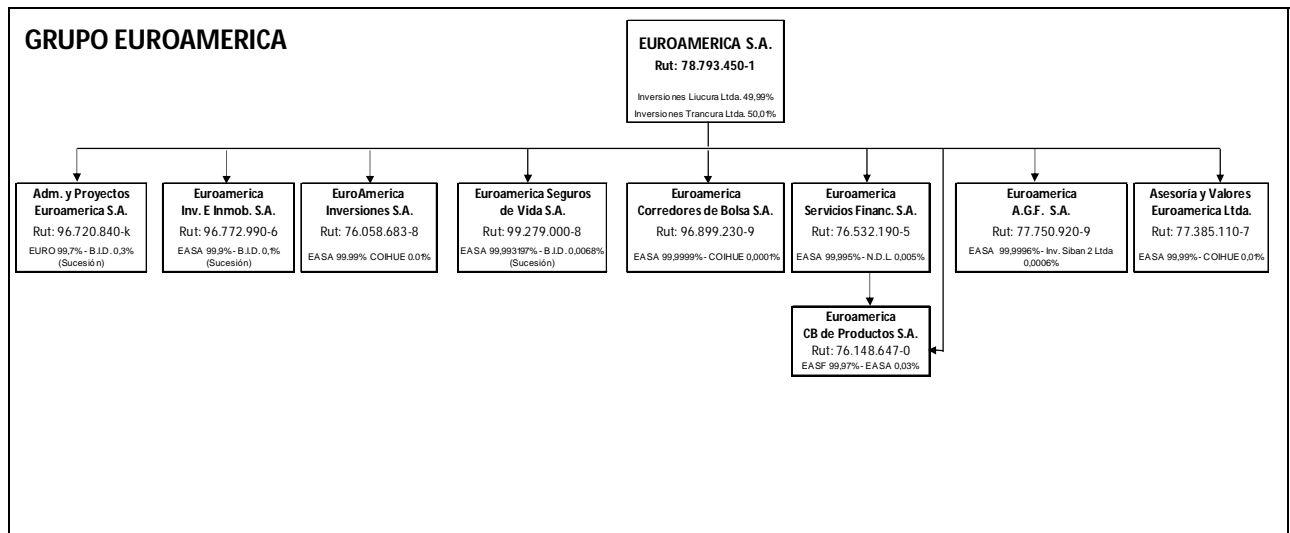 GRUPO EUROAMERICA
EUROAMERICA S.A.
Rut: 78.793.450-1
Inversiones Liucura Ltda. 49,99%
Inversiones Trancura Ltda. 50,01%
Adm. y Proyectos
Euroamerica S.A.
Rut: 96.720.840-k
EURO 99,7% - B.I.D. 0,3%
(Sucesión)
Euroamerica
Inv. E Inmob. S.A.
Rut: 96.772.990-6
EASA 99,9% - B.I.D. 0,1%
(Sucesión)
EuroAmerica
Inversiones S.A.
Rut: 76.058.683-8
EASA 99.99% COIHUE 0.01%
Euroamerica Seguros
de Vida S.A.
Rut: 99.279.000-8
EASA 99,993197% - B.I.D. 0,0068%
(Sucesión)
Euroamerica
Corredores de Bolsa S.A.
Rut: 96.899.230-9
EASA 99,9999% - COIHUE 0,0001%
Euroamerica
Servicios Financ. S.A.
Rut: 76.532.190-5
EASA 99,995% - N.D.L. 0,005%
Euroamerica
A.G.F. S.A.
Rut: 77.750.920-9
EASA 99,9996% - Inv. Siban 2 Ltda
0,0006%
Asesoría y Valores
Euroamerica Ltda.
Rut: 77.385.110-7
EASA 99,99% - COIHUE 0,01%
Euroamerica
CB de Productos S.A.
Rut: 76.148.647-0
EASF 99,97% - EASA 0,03%